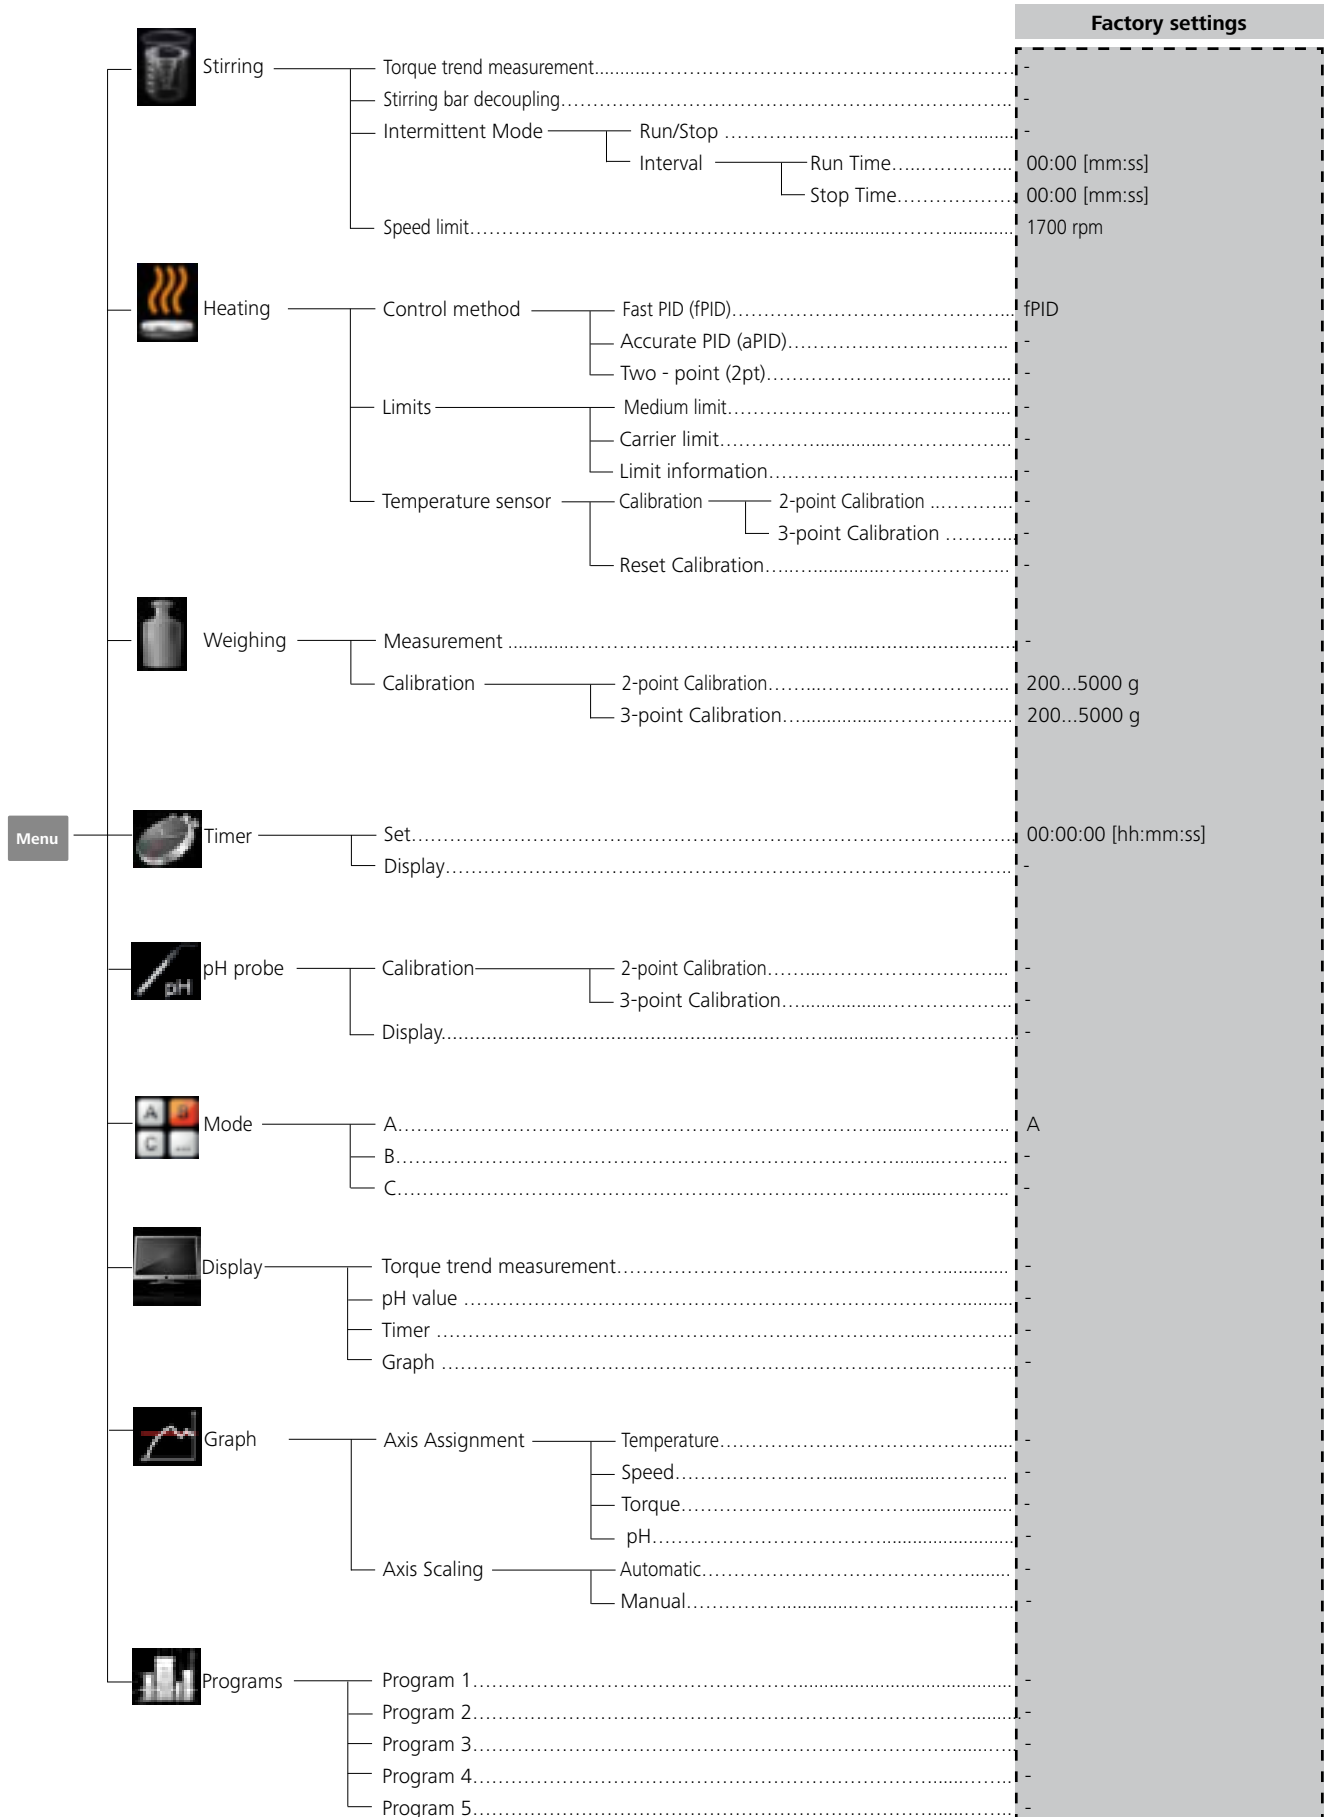 Factory settings
Stirring Torque trend measurement -
Stirring bar decoupling -
Intermittent Mode Run/Stop -
Interval Run Time 00:00 [mm:ss]
Stop Time 00:00 [mm:ss]
Speed limit 1700 rpm
Heating Control method Fast PID (fPID) fPID
Accurate PID (aPID) -
Two - point (2pt) -
Limits Medium limit -
Carrier limit -
Limit information -
Temperature sensor Calibration 2-point Calibration -
3-point Calibration -
Reset Calibration -
Weighing Measurement -
Calibration 2-point Calibration 200...5000 g
3-point Calibration 200...5000 g
Menu Timer Set 00:00:00 [hh:mm:ss]
Display -
pH pH probe Calibration 2-point Calibration -
3-point Calibration -
Display -
A B C ... Mode A A
B -
C -
Display Torque trend measurement -
pH value -
Timer -
Graph -
Graph Axis Assignment Temperature -
Speed -
Torque -
pH -
Axis Scaling Automatic -
Manual -
Programs Program 1 -
Program 2 -
Program 3 -
Program 4 -
Program 5 -